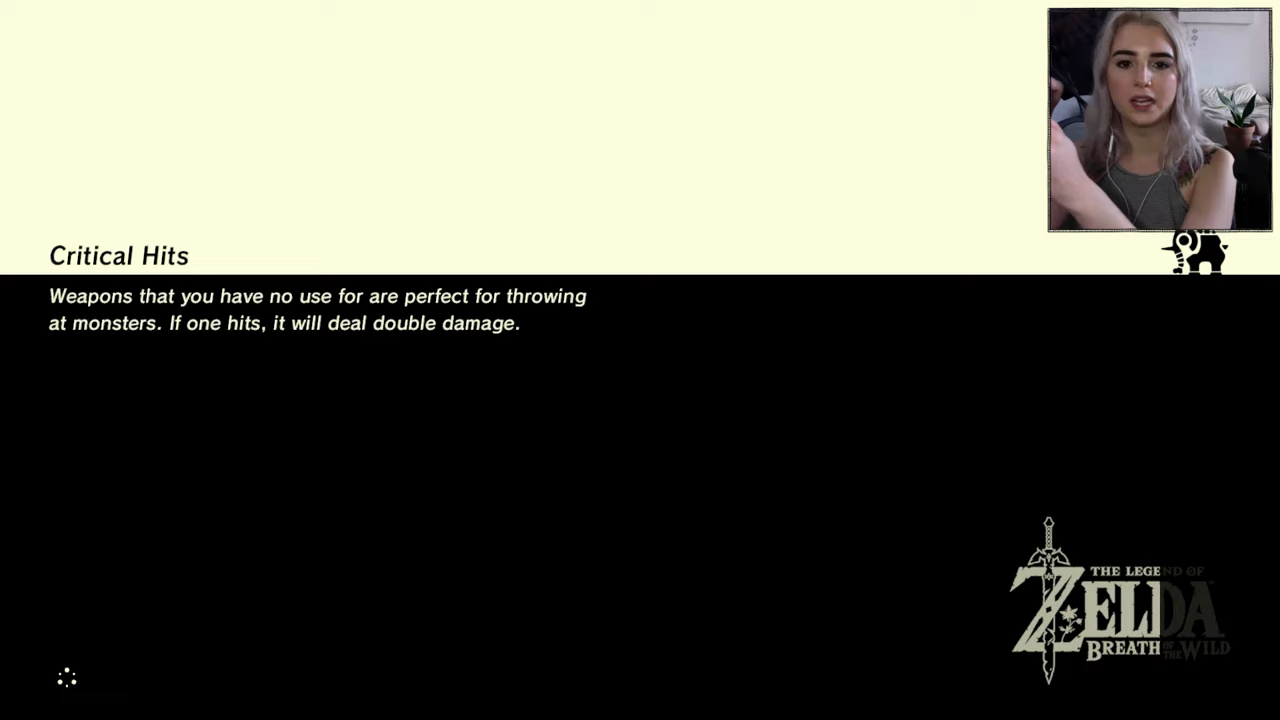 Critical Hits
Weapons that you have no use for are perfect for throwing
at monsters. If one hits, it will deal double damage.
THE LEGEND OF
ZELDA
BREATH OF THE WILD